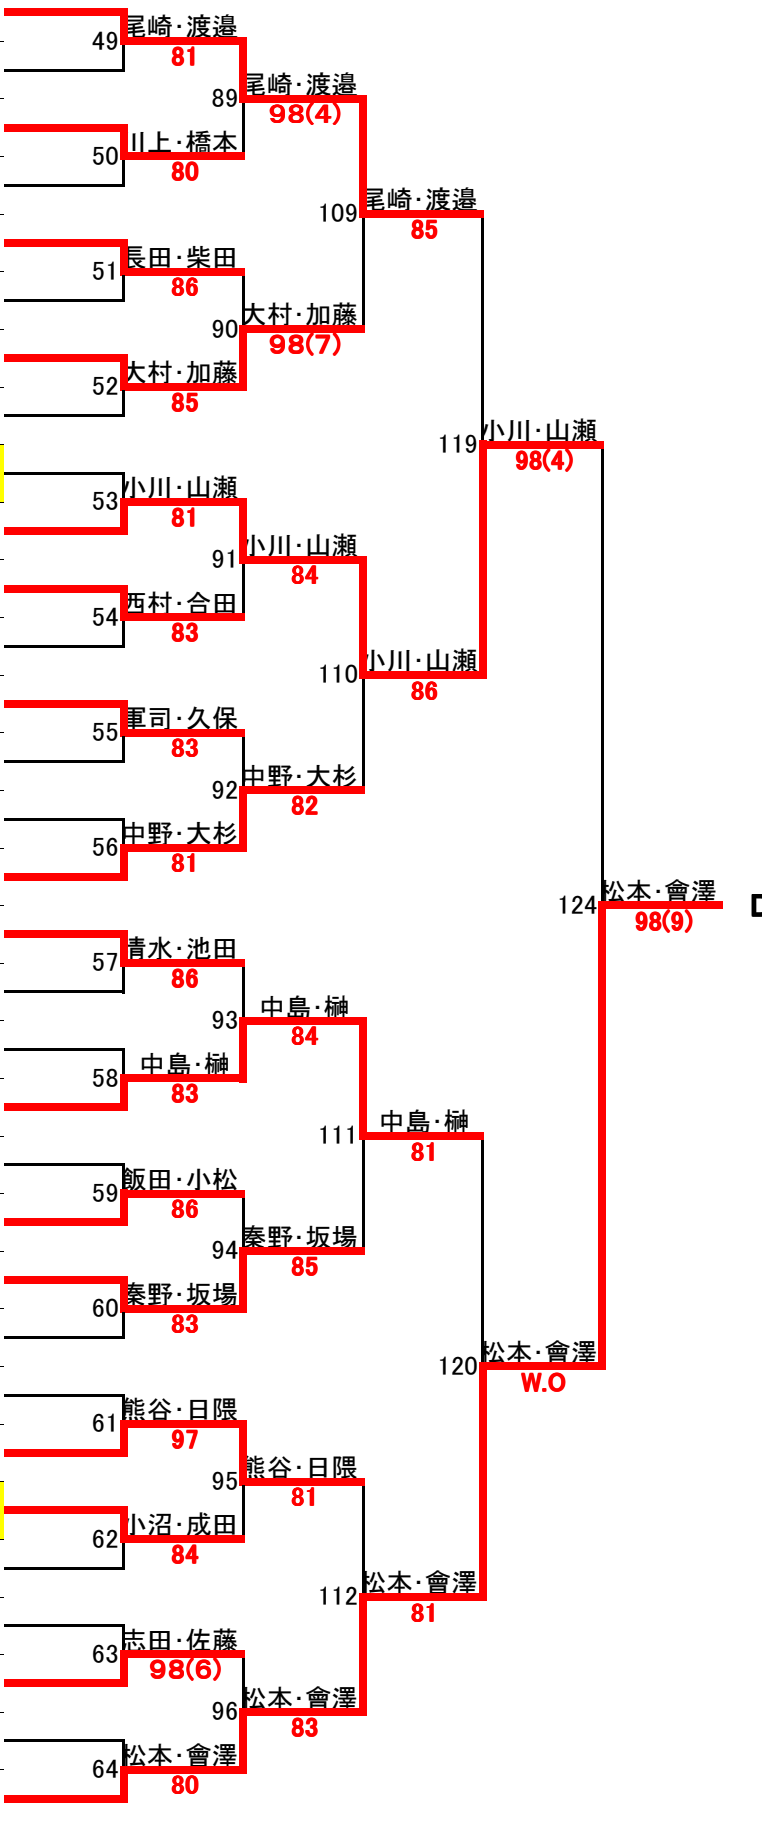 尾崎・渡邉
49
81
尾崎・渡邉
89
98(4)
川上・橋本
50
80
尾崎・渡邉
109
85
長田・柴田
51
86
大村・加藤
90
98(7)
大村・加藤
52
85
小川・山瀬
119
98(4)
小川・山瀬
53
81
小川・山瀬
91
84
西村・合田
54
83
小川・山瀬
110
86
軍司・久保
55
83
中野・大杉
92
82
中野・大杉
56
81
松本・會澤
124
98(9)
清水・池田
57
86
中島・榊
93
84
中島・榊
58
83
中島・榊
111
81
飯田・小松
59
86
秦野・坂場
94
85
秦野・坂場
60
83
松本・會澤
120
W.O
熊谷・日隈
61
97
熊谷・日隈
95
81
小沼・成田
62
84
松本・會澤
112
81
志田・佐藤
63
98(6)
松本・會澤
96
83
松本・會澤
64
80